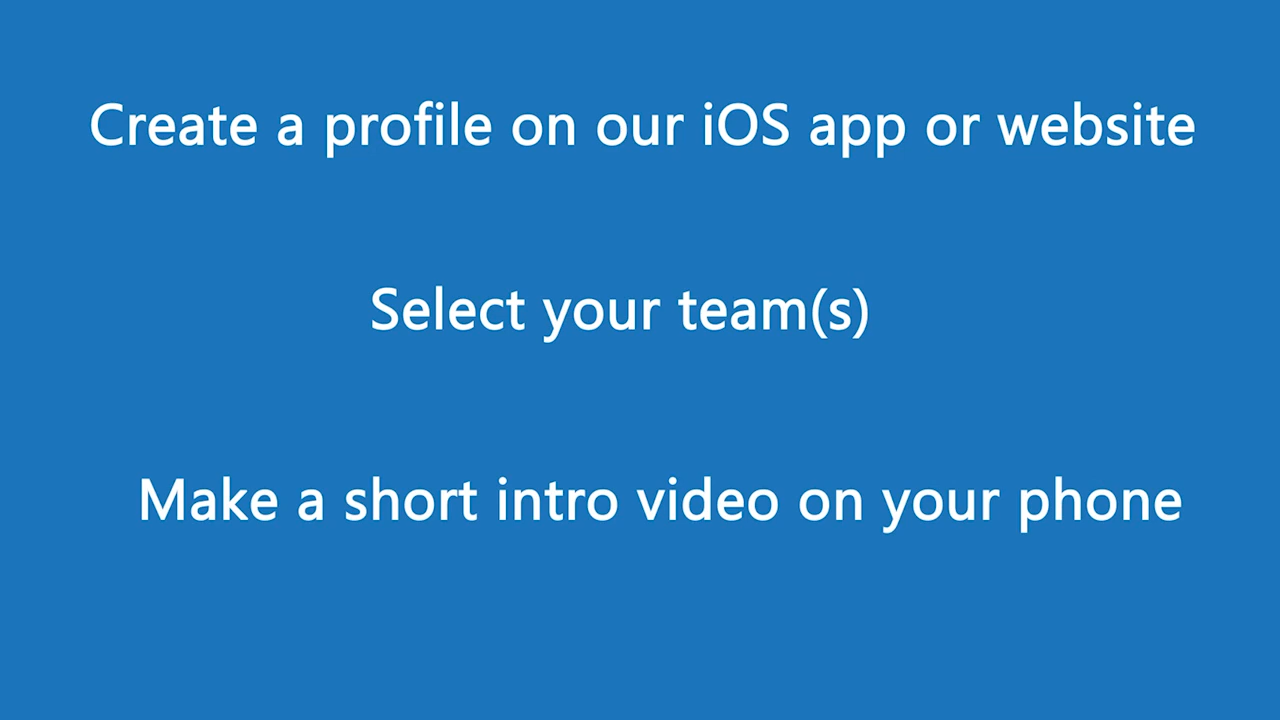 Create a profile on our iOS app or website
Select your team(s)
Make a short intro video on your phone